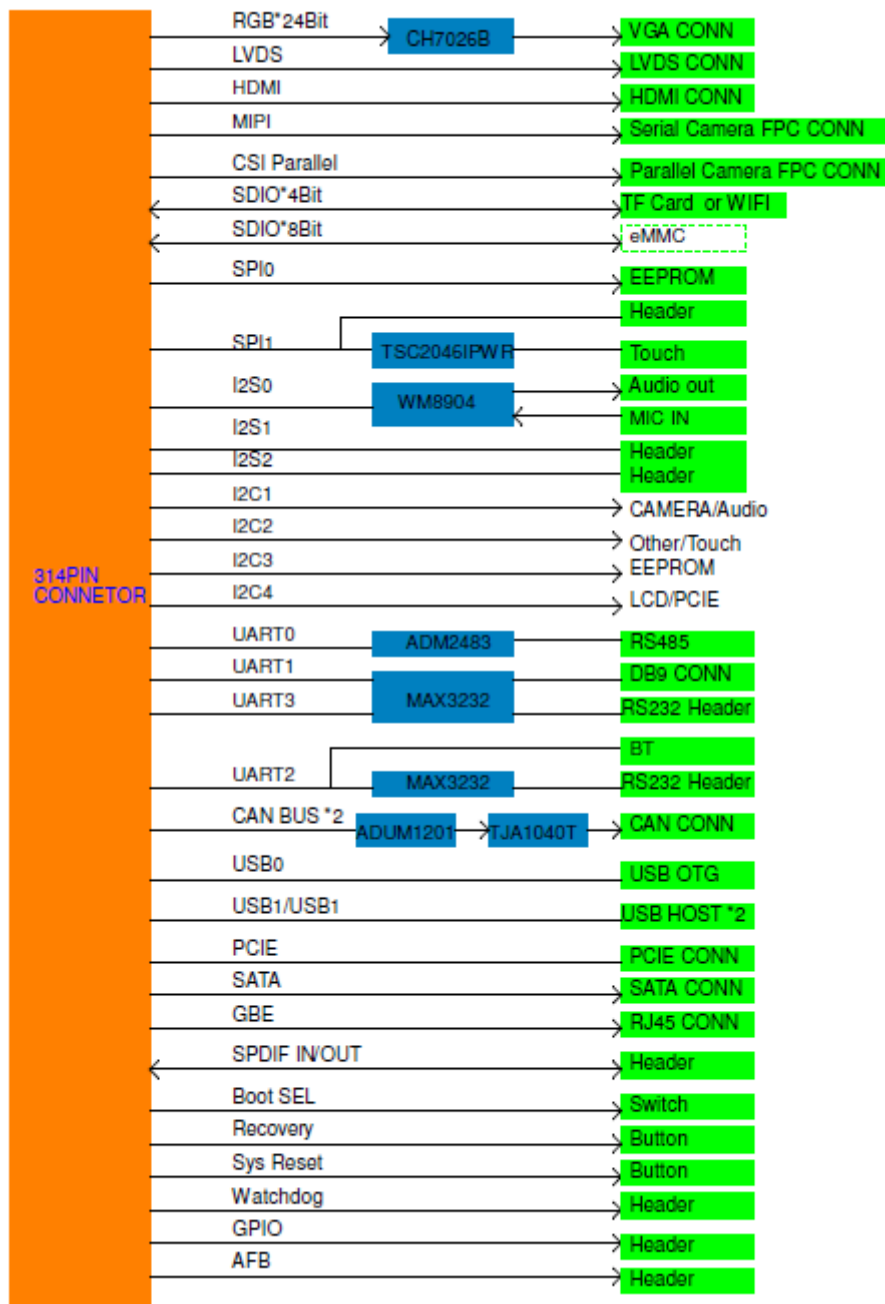 RGB*24Bit
CH7026B
VGA CONN
LVDS
LVDS CONN
HDMI
HDMI CONN
MIPI
Serial Camera FPC CONN
CSI Parallel
Parallel Camera FPC CONN
SDIO*4Bit
TF Card or WIFI
SDIO*8Bit
eMMC
SPI0
EEPROM
Header
SPI1
TSC2046IPWR
Touch
I2S0
WM8904
Audio out
MIC IN
I2S1
Header
I2S2
Header
I2C1
CAMERA/Audio
I2C2
Other/Touch
I2C3
EEPROM
314PIN
CONNETOR
I2C4
LCD/PCIE
UART0
ADM2483
RS485
UART1
DB9 CONN
UART3
MAX3232
RS232 Header
BT
UART2
MAX3232
RS232 Header
CAN BUS *2
ADUM1201
TJA1040T
CAN CONN
USB0
USB OTG
USB1/USB1
USB HOST *2
PCIE
PCIE CONN
SATA
SATA CONN
GBE
RJ45 CONN
SPDIF IN/OUT
Header
Boot SEL
Switch
Recovery
Button
Sys Reset
Button
Watchdog
Header
GPIO
Header
AFB
Header